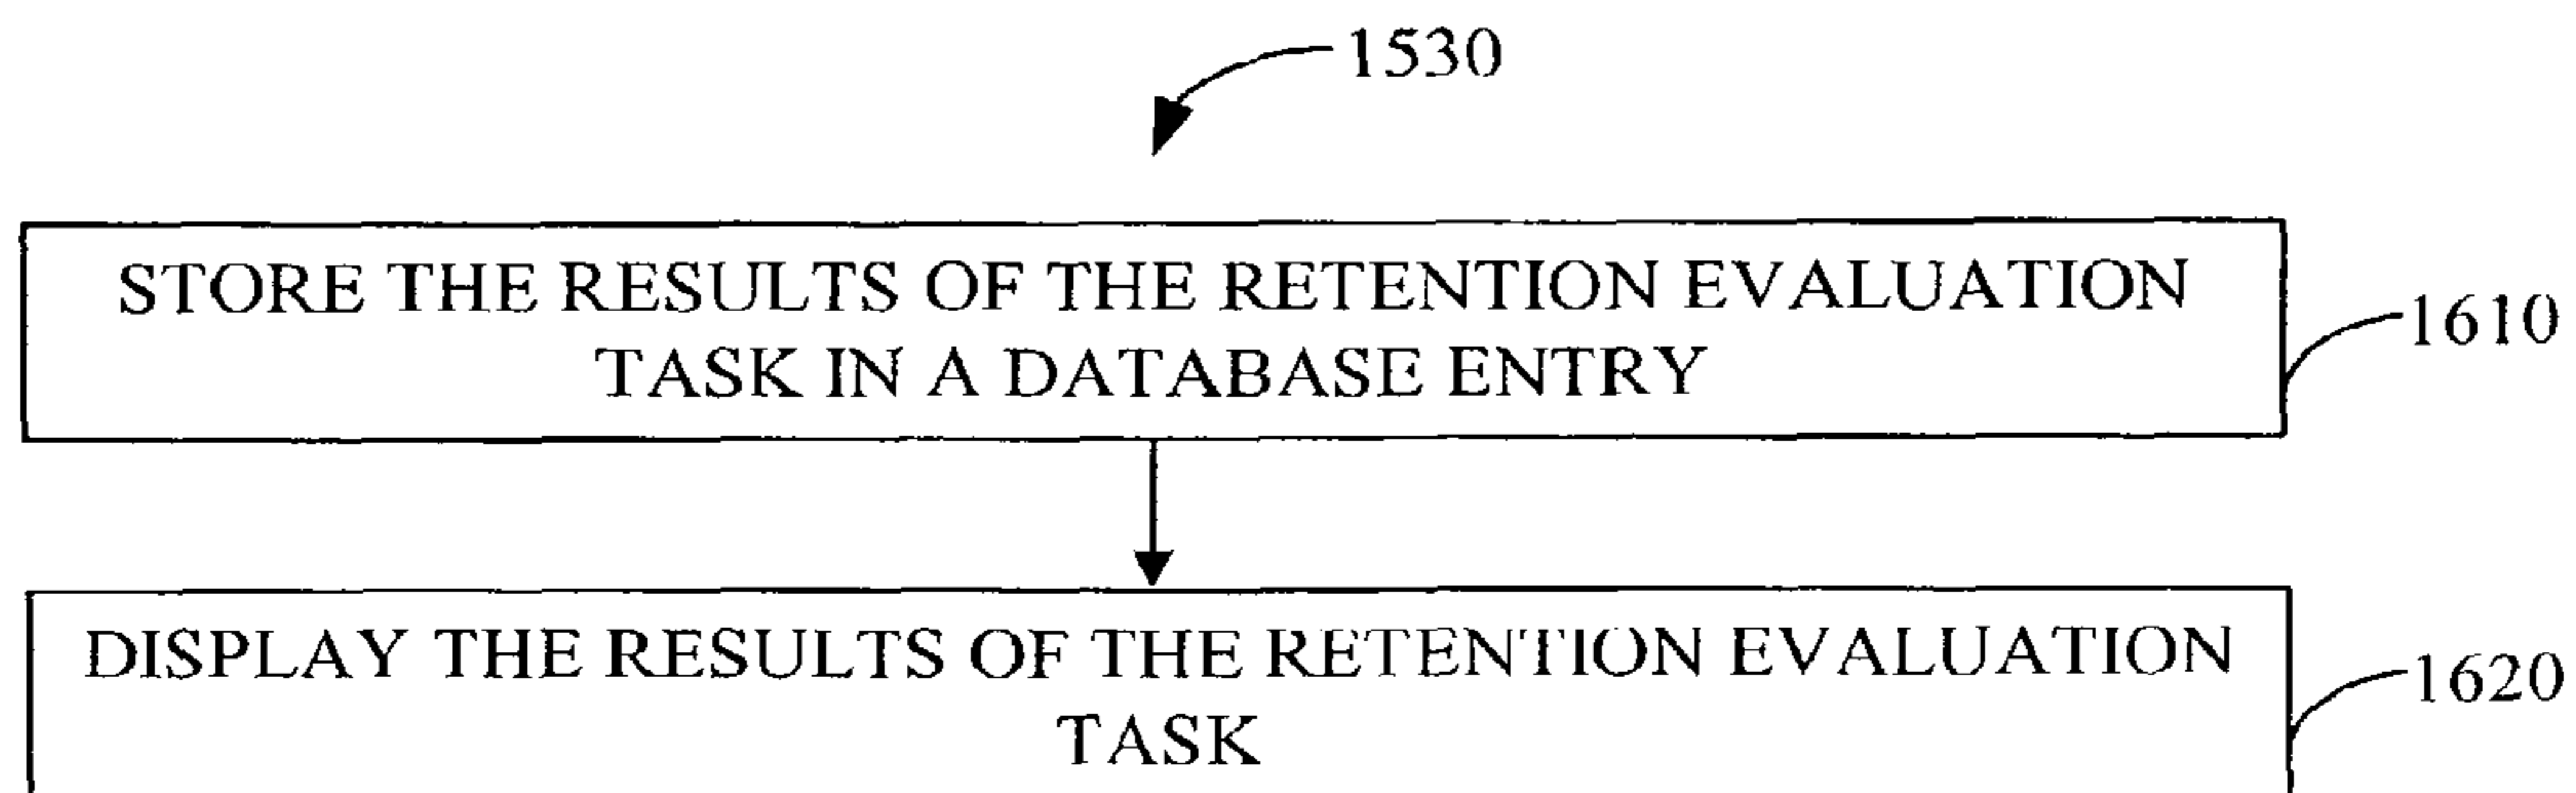 1530
STORE THE RESULTS OF THE RETENTION EVALUATION
TASK IN A DATABASE ENTRY
1610
DISPLAY THE RESULTS OF THE RETENTION EVALUATION
TASK
1620